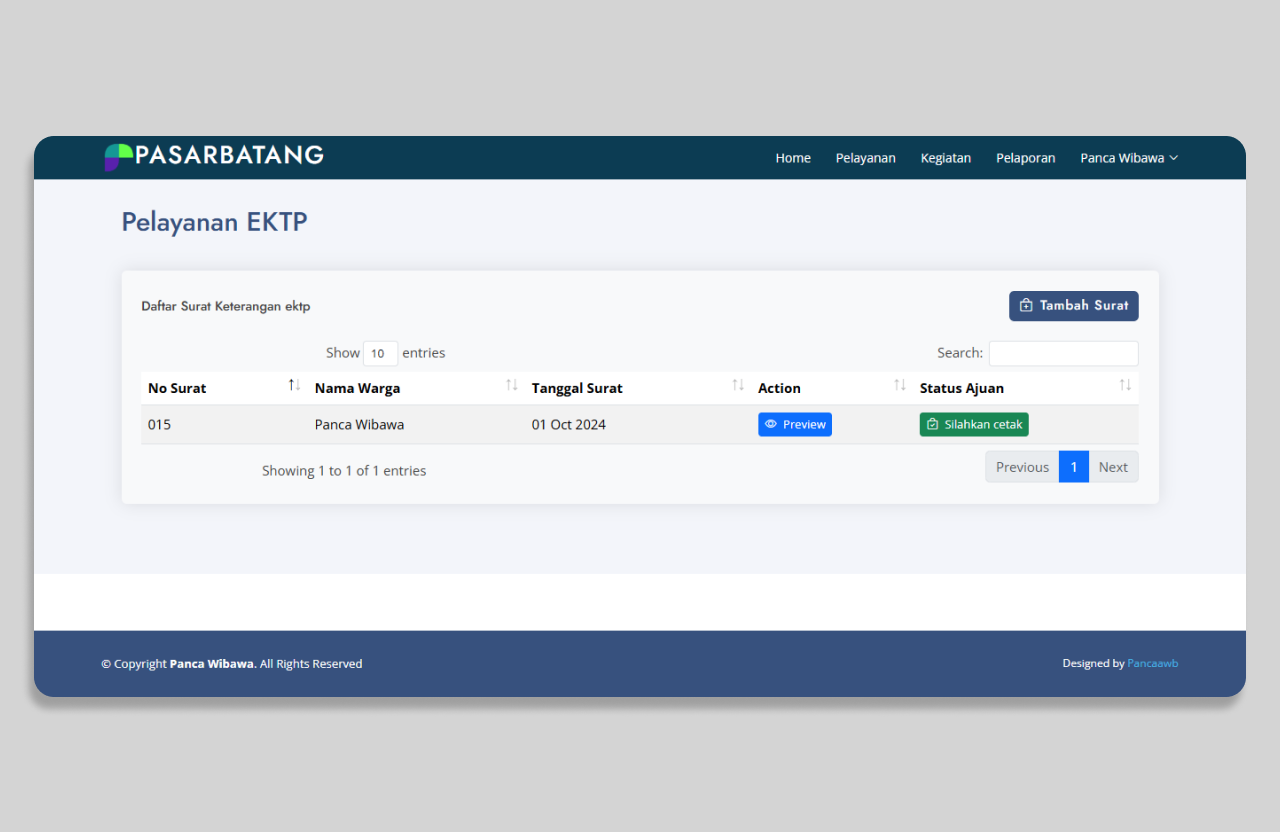 PASARBATANG Home Pelayanan Kegiatan Pelaporan Panca Wibawa
Pelayanan EKTP
Daftar Surat Keterangan ektp Tambah Surat
Show 10 entries Search:
No Surat Nama Warga Tanggal Surat Action Status Ajuan
015 Panca Wibawa 01 Oct 2024 Preview Silahkan cetak
Showing 1 to 1 of 1 entries Previous 1 Next
© Copyright Panca Wibawa. All Rights Reserved Designed by Pancaawb